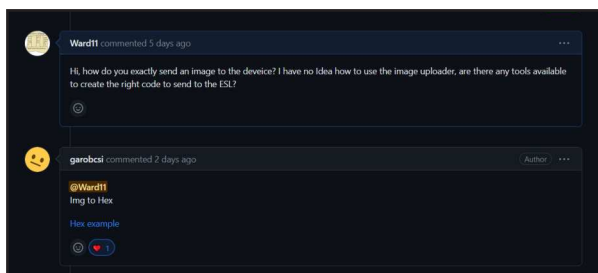 Ward11 commented 5 days ago
Hi, how do you exactly send an image to the deveice? I have no Idea how to use the image uploader, are there any tools available
to create the right code to send to the ESL?
garobcsi commented 2 days ago Author
@Ward11
Img to Hex
Hex example
1